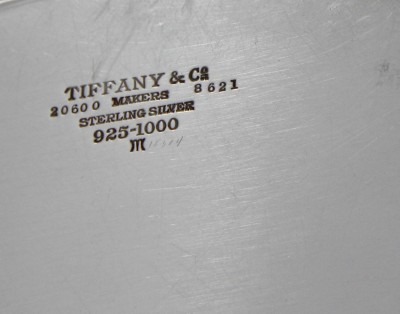 TIFFANY & Co
20600 MAKERS 8621
STERLING SILVER
925-1000
M